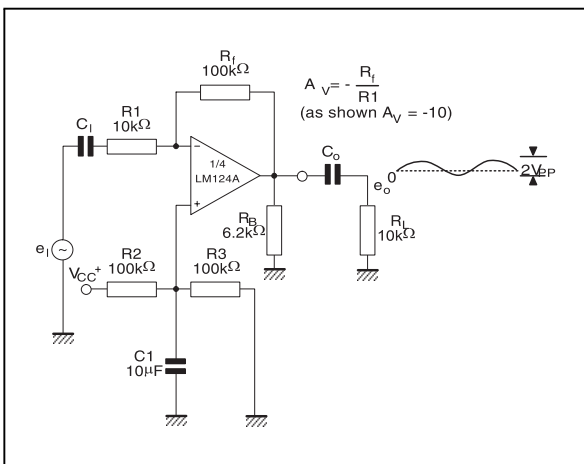 Rf
100kΩ
AV = - Rf
R1
(as shown AV = -10)
R1
10kΩ
CI
1/4
LM124A
Co
0
eo
2VPP
RB
6.2kΩ
RL
10kΩ
eI
~
VCC+
R2
100kΩ
R3
100kΩ
C1
10μF